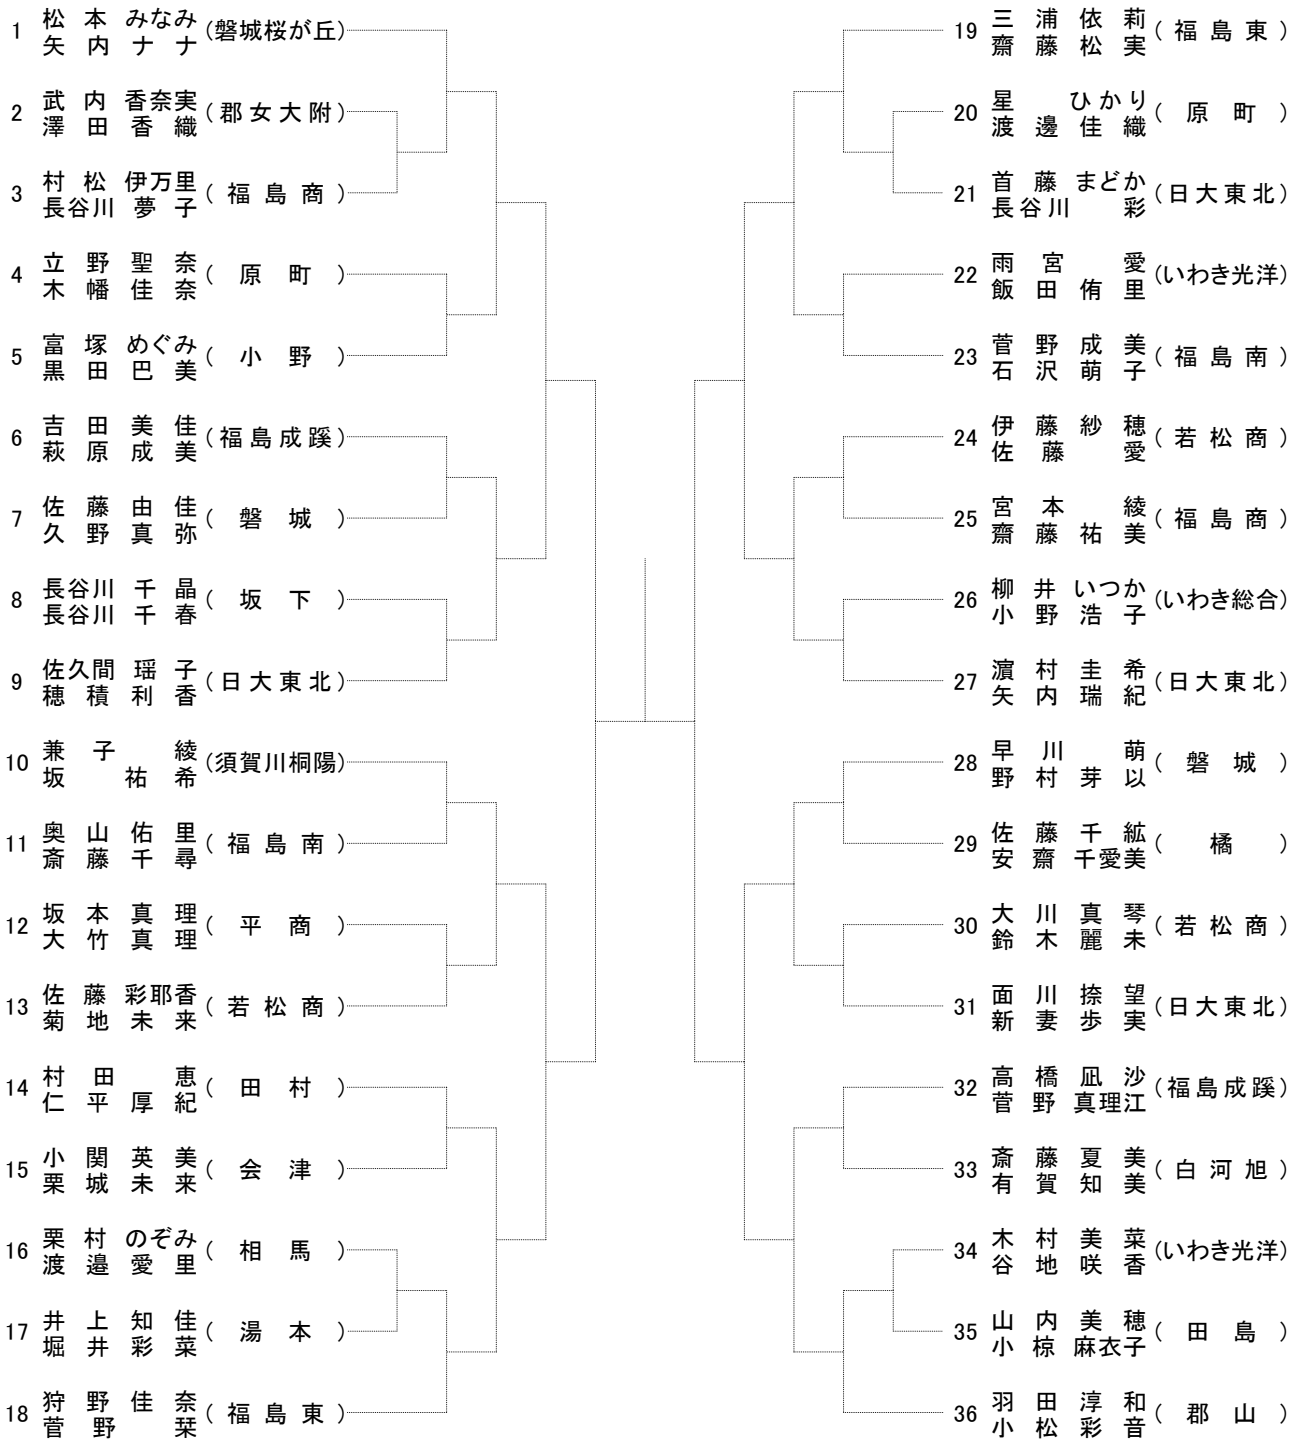 1 松本 みなみ (磐城桜が丘)
矢内ナナ
2 武内 香奈実 (郡女大附)
澤田香織
3 村松 伊万里 (福島商)
長谷川 夢子
4 立野聖奈 (原町)
木幡佳奈
5 富塚 めぐみ (小野)
黒田巴美
6 吉田美佳 (福島成蹊)
萩原成美
7 佐藤由佳 (磐城)
久野真弥
8 長谷川 千晶 (坂下)
長谷川 千春
9 佐久間 瑶子 (日大東北)
穂積利香
10 兼子 綾 (須賀川桐陽)
坂 祐希
11 奥山佑里 (福島南)
斎藤千尋
12 坂本真理 (平商)
大竹真理
13 佐藤 彩耶香 (若松商)
菊地未来
14 村田 恵 (田村)
仁平厚紀
15 小関英美 (会津)
栗城未来
16 栗村 のぞみ (相馬)
渡邉愛里
17 井上知佳 (湯本)
堀井彩菜
18 狩野佳奈 (福島東)
菅野 栞
19 三浦依莉 (福島東)
齋藤松実
20 星 ひかり (原町)
渡邊佳織
21 首藤 まどか (日大東北)
長谷川 彩
22 雨宮 愛 (いわき光洋)
飯田侑里
23 菅野成美 (福島南)
石沢萌子
24 伊藤紗穂 (若松商)
佐藤 愛
25 宮本 綾 (福島商)
齋藤祐美
26 柳井 いつか (いわき総合)
小野浩子
27 濵村圭希 (日大東北)
矢内瑞紀
28 早川 萌 (磐城)
野村芽以
29 佐藤千紘 (橘)
安齋 千愛美
30 大川真琴 (若松商)
鈴木麗未
31 面川捺望 (日大東北)
新妻歩実
32 高橋凪沙 (福島成蹊)
菅野 真理江
33 斎藤夏美 (白河旭)
有賀知美
34 木村美菜 (いわき光洋)
谷地咲香
35 山内美穂 (田島)
小椋 麻衣子
36 羽田淳和 (郡山)
小松彩音